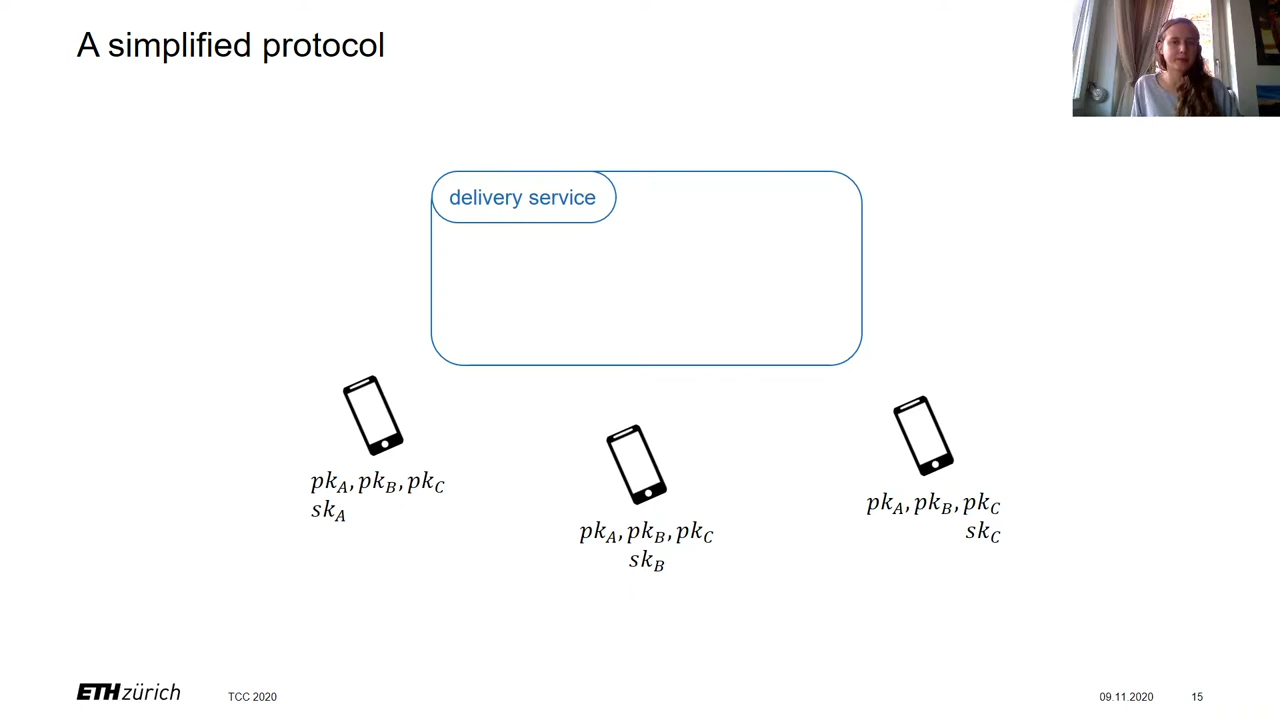 A simplified protocol
delivery service
pk_A, pk_B, pk_C
sk_A
pk_A, pk_B, pk_C
sk_B
pk_A, pk_B, pk_C
sk_C
ETH zürich
TCC 2020
09.11.2020
15